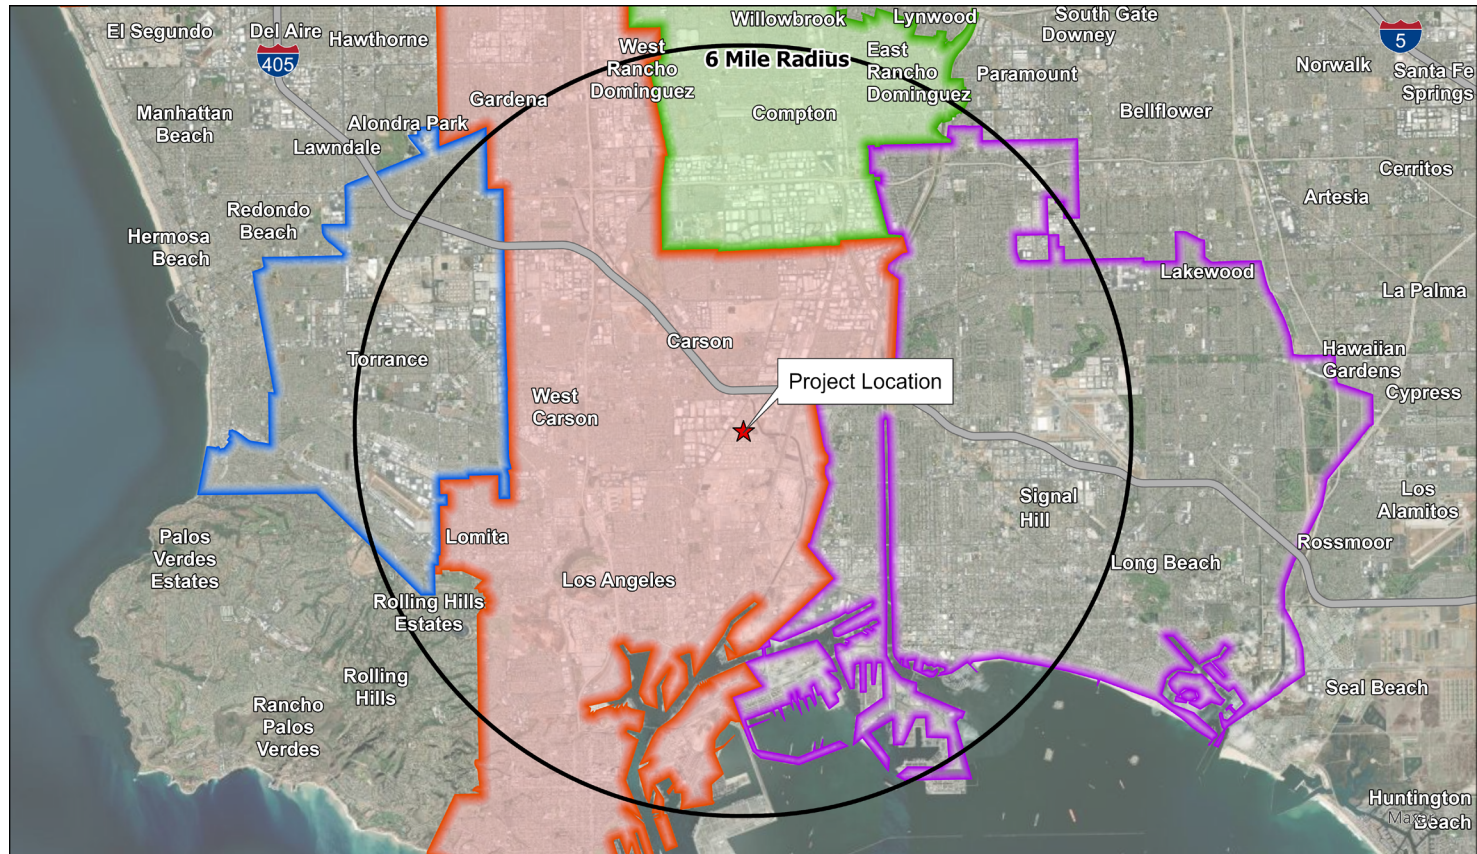 El Segundo
Del Aire
Hawthorne
405
Willowbrook
Lynwood
South Gate
Downey
5
West
Rancho
Dominguez
6 Mile Radius
East
Rancho
Dominguez
Paramount
Norwalk
Santa Fe
Springs
Gardena
Compton
Bellflower
Manhattan
Beach
Alondra Park
Lawndale
Cerritos
Artesia
Redondo
Beach
Hermosa
Beach
Lakewood
La Palma
Torrance
Carson
Hawaiian
Gardens
Cypress
Project Location
West
Carson
Signal
Hill
Los
Alamitos
Palos
Verdes
Estates
Lomita
Los Angeles
Rossmoor
Long Beach
Rolling Hills
Estates
Rolling
Hills
Rancho
Palos
Verdes
Seal Beach
Huntington
Beach